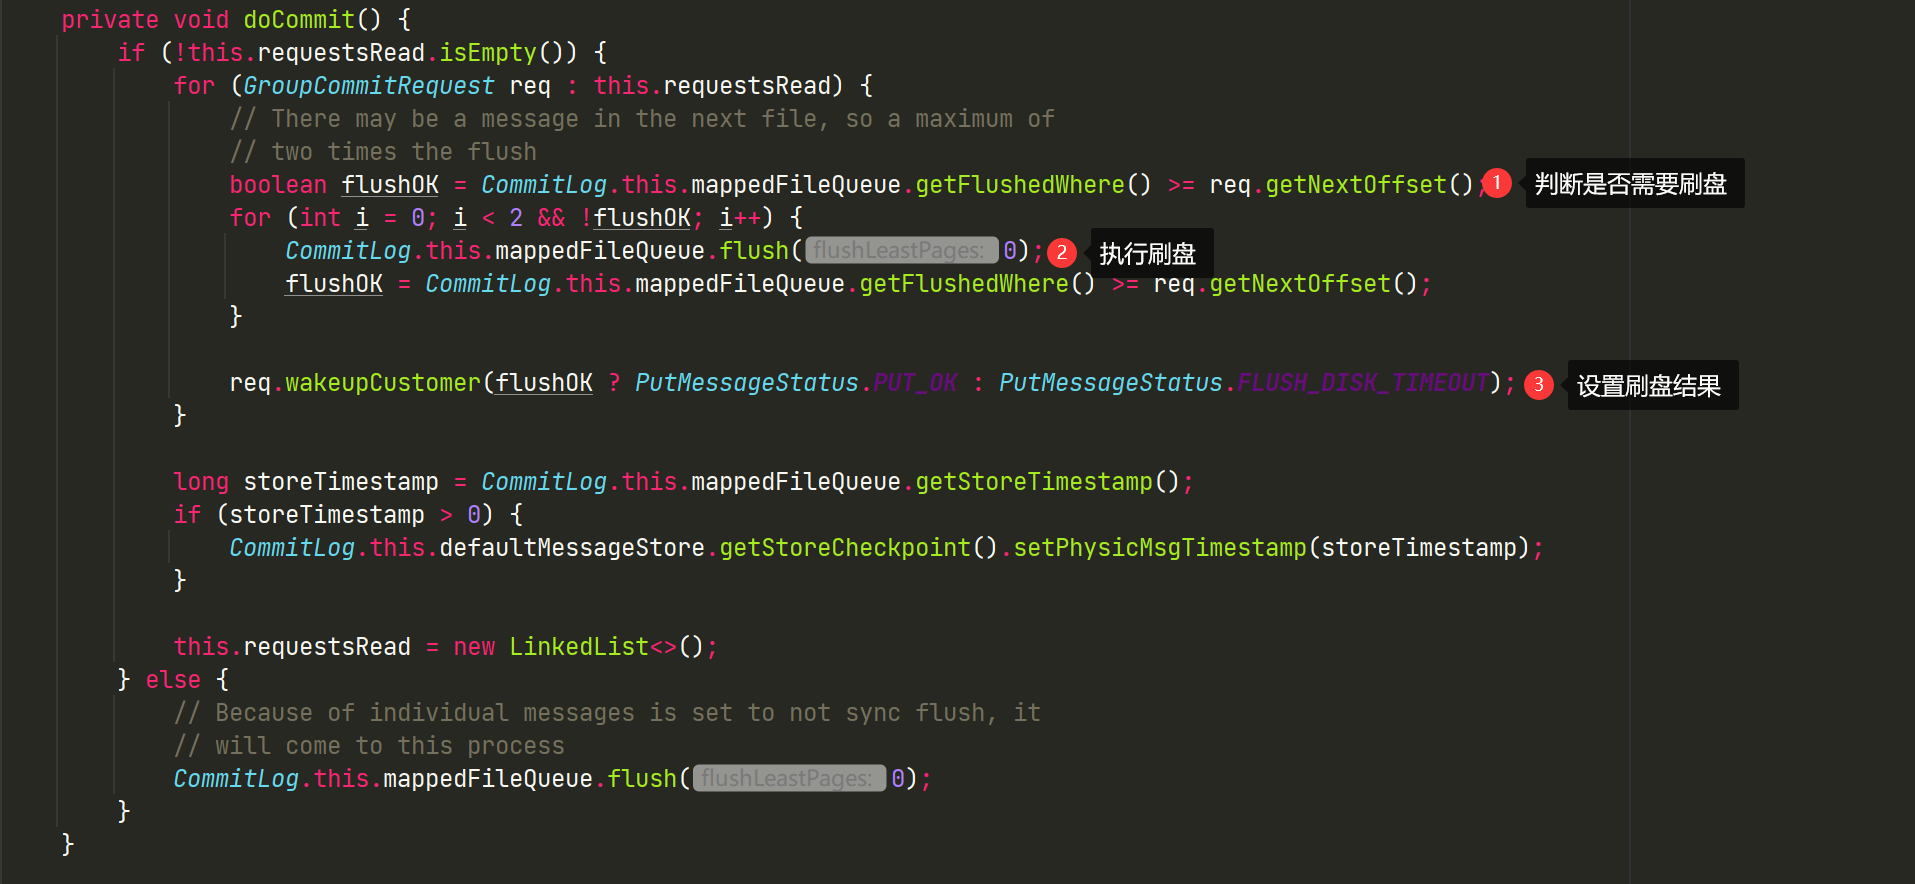 private void doCommit() {
if (!this.requestsRead.isEmpty()) {
for (GroupCommitRequest req : this.requestsRead) {
// There may be a message in the next file, so a maximum of
// two times the flush
boolean flushOK = CommitLog.this.mappedFileQueue.getFlushedWhere() >= req.getNextOffset(); 1 判断是否需要刷盘
for (int i = 0; i < 2 && !flushOK; i++) {
CommitLog.this.mappedFileQueue.flush( flushLeastPages: 0); 2 执行刷盘
flushOK = CommitLog.this.mappedFileQueue.getFlushedWhere() >= req.getNextOffset();
}
req.wakeupCustomer(flushOK ? PutMessageStatus.PUT_OK : PutMessageStatus.FLUSH_DISK_TIMEOUT); 3 设置刷盘结果
}
long storeTimestamp = CommitLog.this.mappedFileQueue.getStoreTimestamp();
if (storeTimestamp > 0) {
CommitLog.this.defaultMessageStore.getStoreCheckpoint().setPhysicMsgTimestamp(storeTimestamp);
}
this.requestsRead = new LinkedList<>();
} else {
// Because of individual messages is set to not sync flush, it
// will come to this process
CommitLog.this.mappedFileQueue.flush( flushLeastPages: 0);
}
}